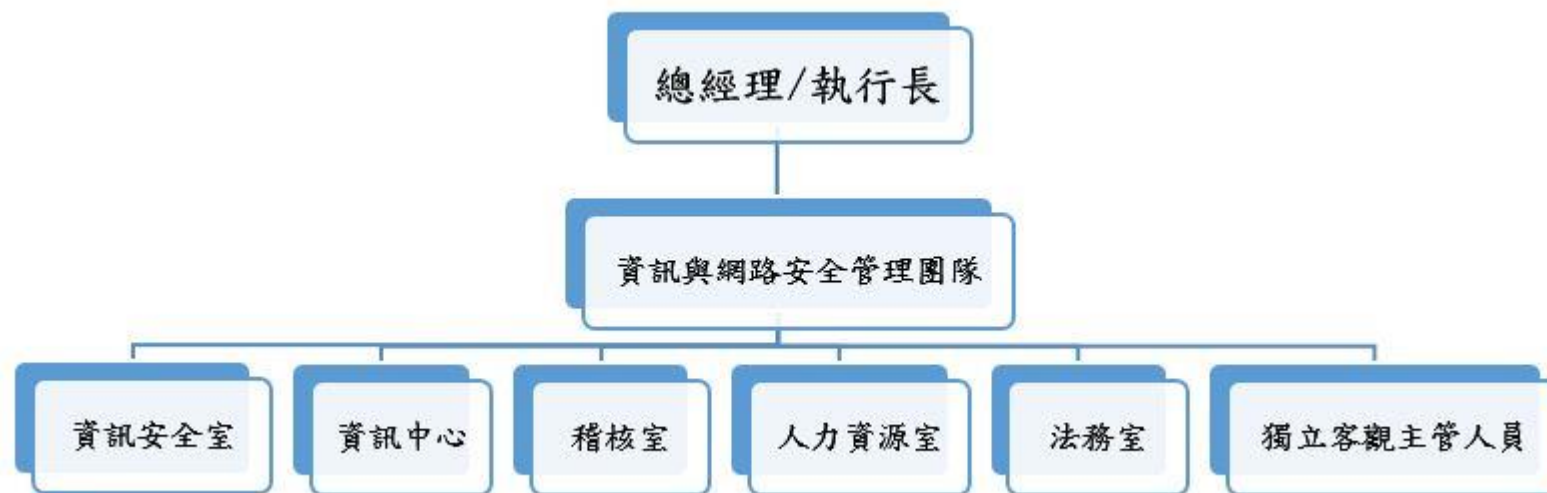 總經理/執行長
資訊與網路安全管理團隊
資訊安全室
資訊中心
稽核室
人力資源室
法務室
獨立客觀主管人員